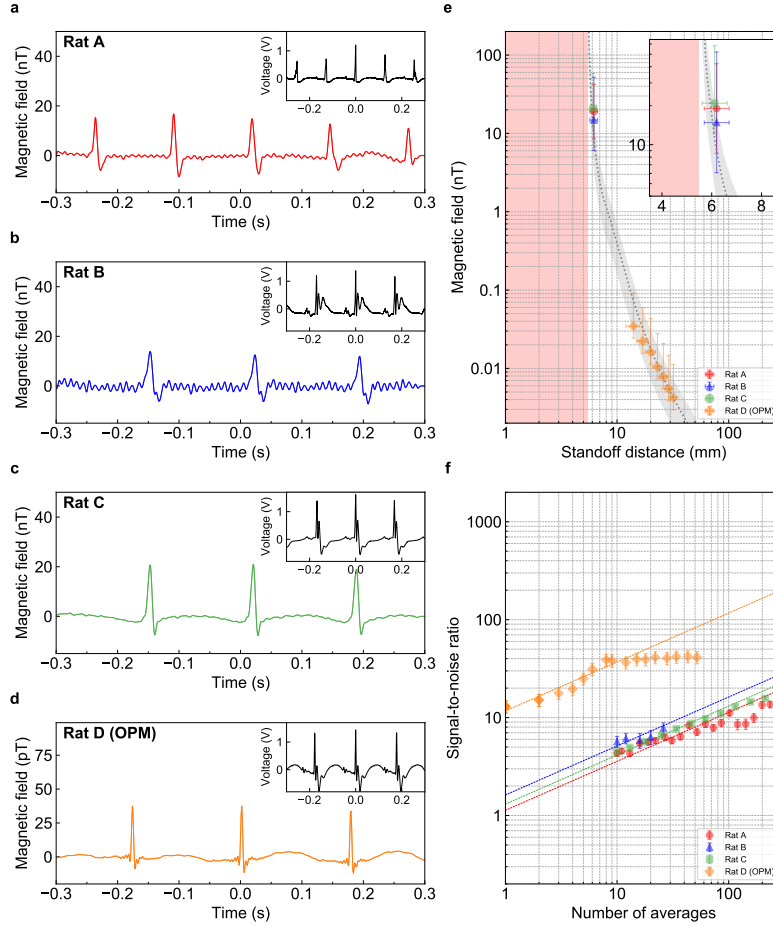 a
Rat A
Magnetic field (nT)
40
20
0
−0.3 −0.2 −0.1 0.0 0.1 0.2 0.3
Time (s)
Voltage (V)
1
0
−0.2 0.0 0.2
b
Rat B
Magnetic field (nT)
40
20
0
−0.3 −0.2 −0.1 0.0 0.1 0.2 0.3
Time (s)
Voltage (V)
1
0
−0.2 0.0 0.2
c
Rat C
Magnetic field (nT)
40
20
0
−0.3 −0.2 −0.1 0.0 0.1 0.2 0.3
Time (s)
Voltage (V)
1
0
−0.2 0.0 0.2
d
Rat D (OPM)
Magnetic field (pT)
75
50
25
0
−0.3 −0.2 −0.1 0.0 0.1 0.2 0.3
Time (s)
Voltage (V)
1
0
−0.2 0.0 0.2
e
Magnetic field (nT)
100
10
1
0.1
0.01
1 10 100
Standoff distance (mm)
10
4 6 8
Rat A
Rat B
Rat C
Rat D (OPM)
f
Signal-to-noise ratio
1000
100
10
1
1 10 100
Number of averages
Rat A
Rat B
Rat C
Rat D (OPM)